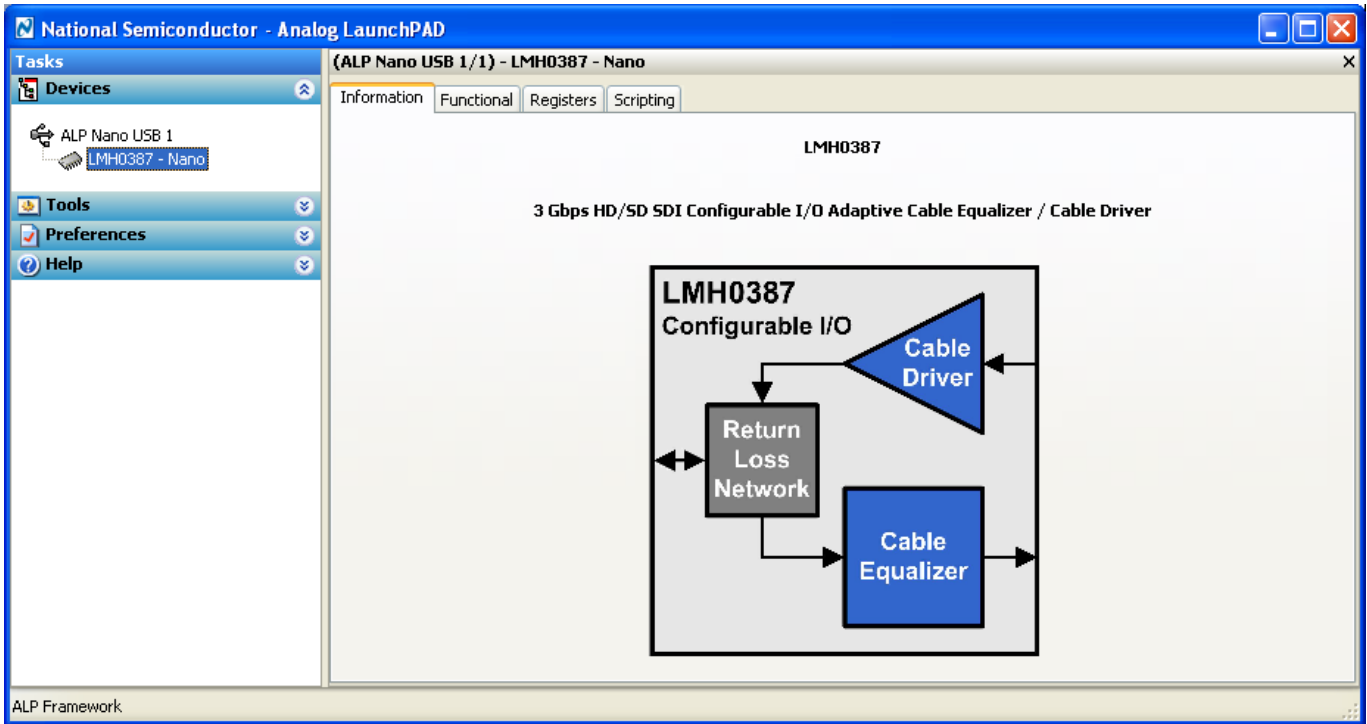 National Semiconductor - Analog LaunchPAD
Tasks
Devices
ALP Nano USB 1
LMH0387 - Nano
Tools
Preferences
Help
(ALP Nano USB 1/1) - LMH0387 - Nano
Information Functional Registers Scripting
LMH0387
3 Gbps HD/SD SDI Configurable I/O Adaptive Cable Equalizer / Cable Driver
LMH0387
Configurable I/O
Cable
Driver
Return
Loss
Network
Cable
Equalizer
ALP Framework